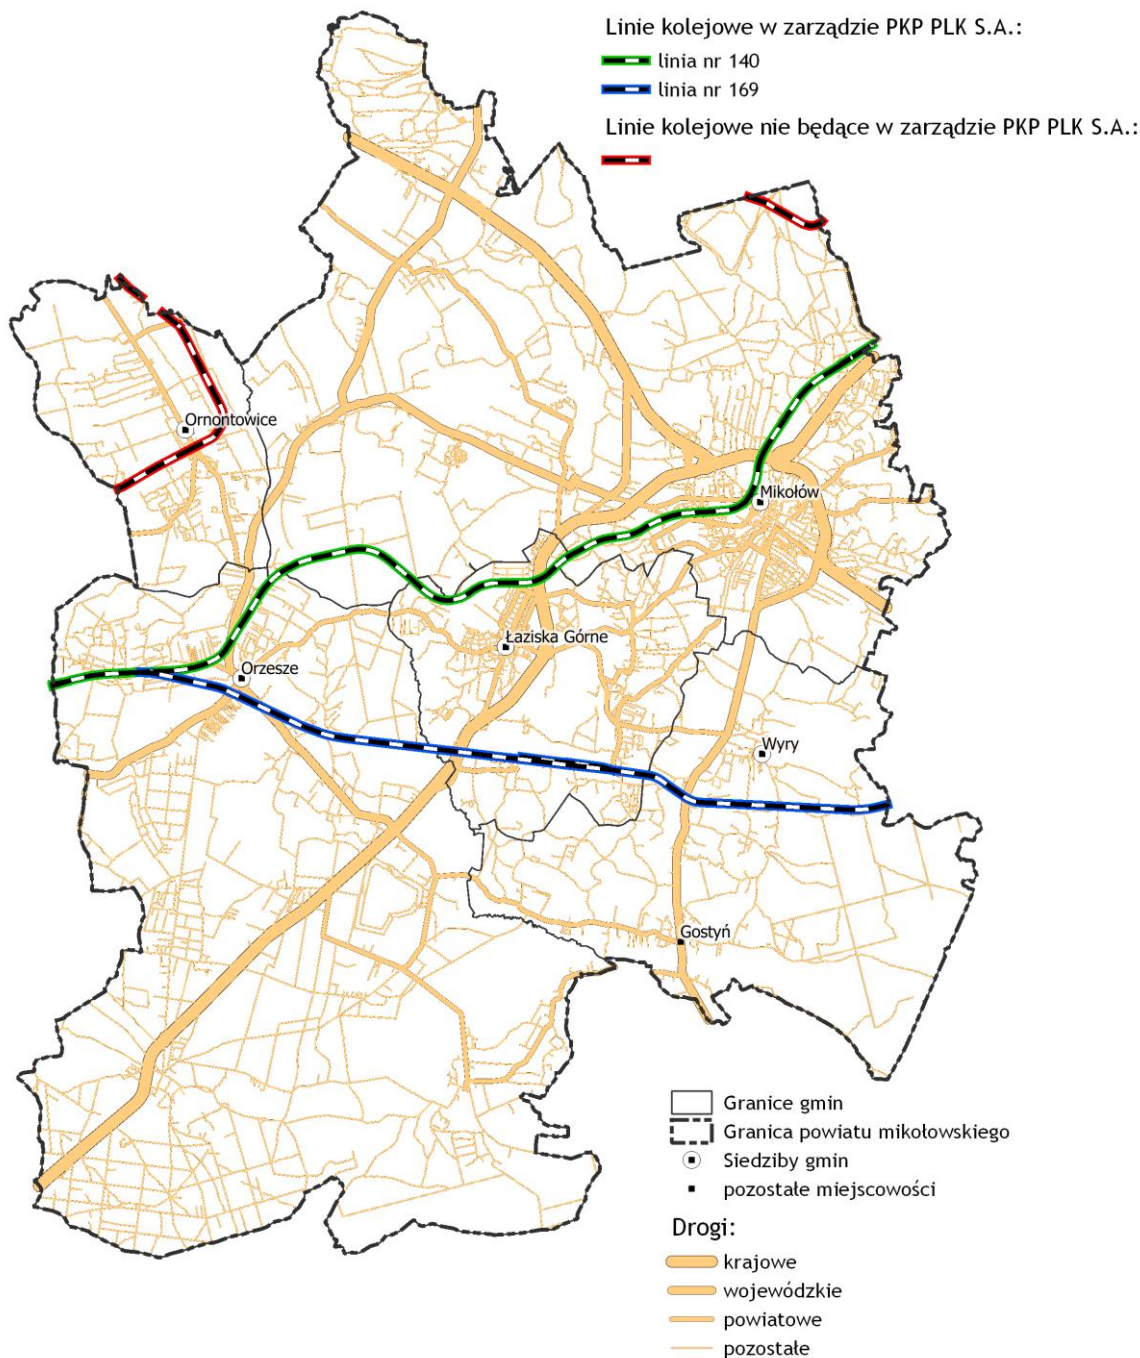 Linie kolejowe w zarządzie PKP PLK S.A.:
linia nr 140
linia nr 169
Linie kolejowe nie będące w zarządzie PKP PLK S.A.:
Ornontowice
Mikołów
Łaziska Górne
Orzesze
Wyry
Gostyń
Granice gmin
Granica powiatu mikołowskiego
Siedziby gmin
pozostałe miejscowości
Drogi:
krajowe
wojewódzkie
powiatowe
pozostałe